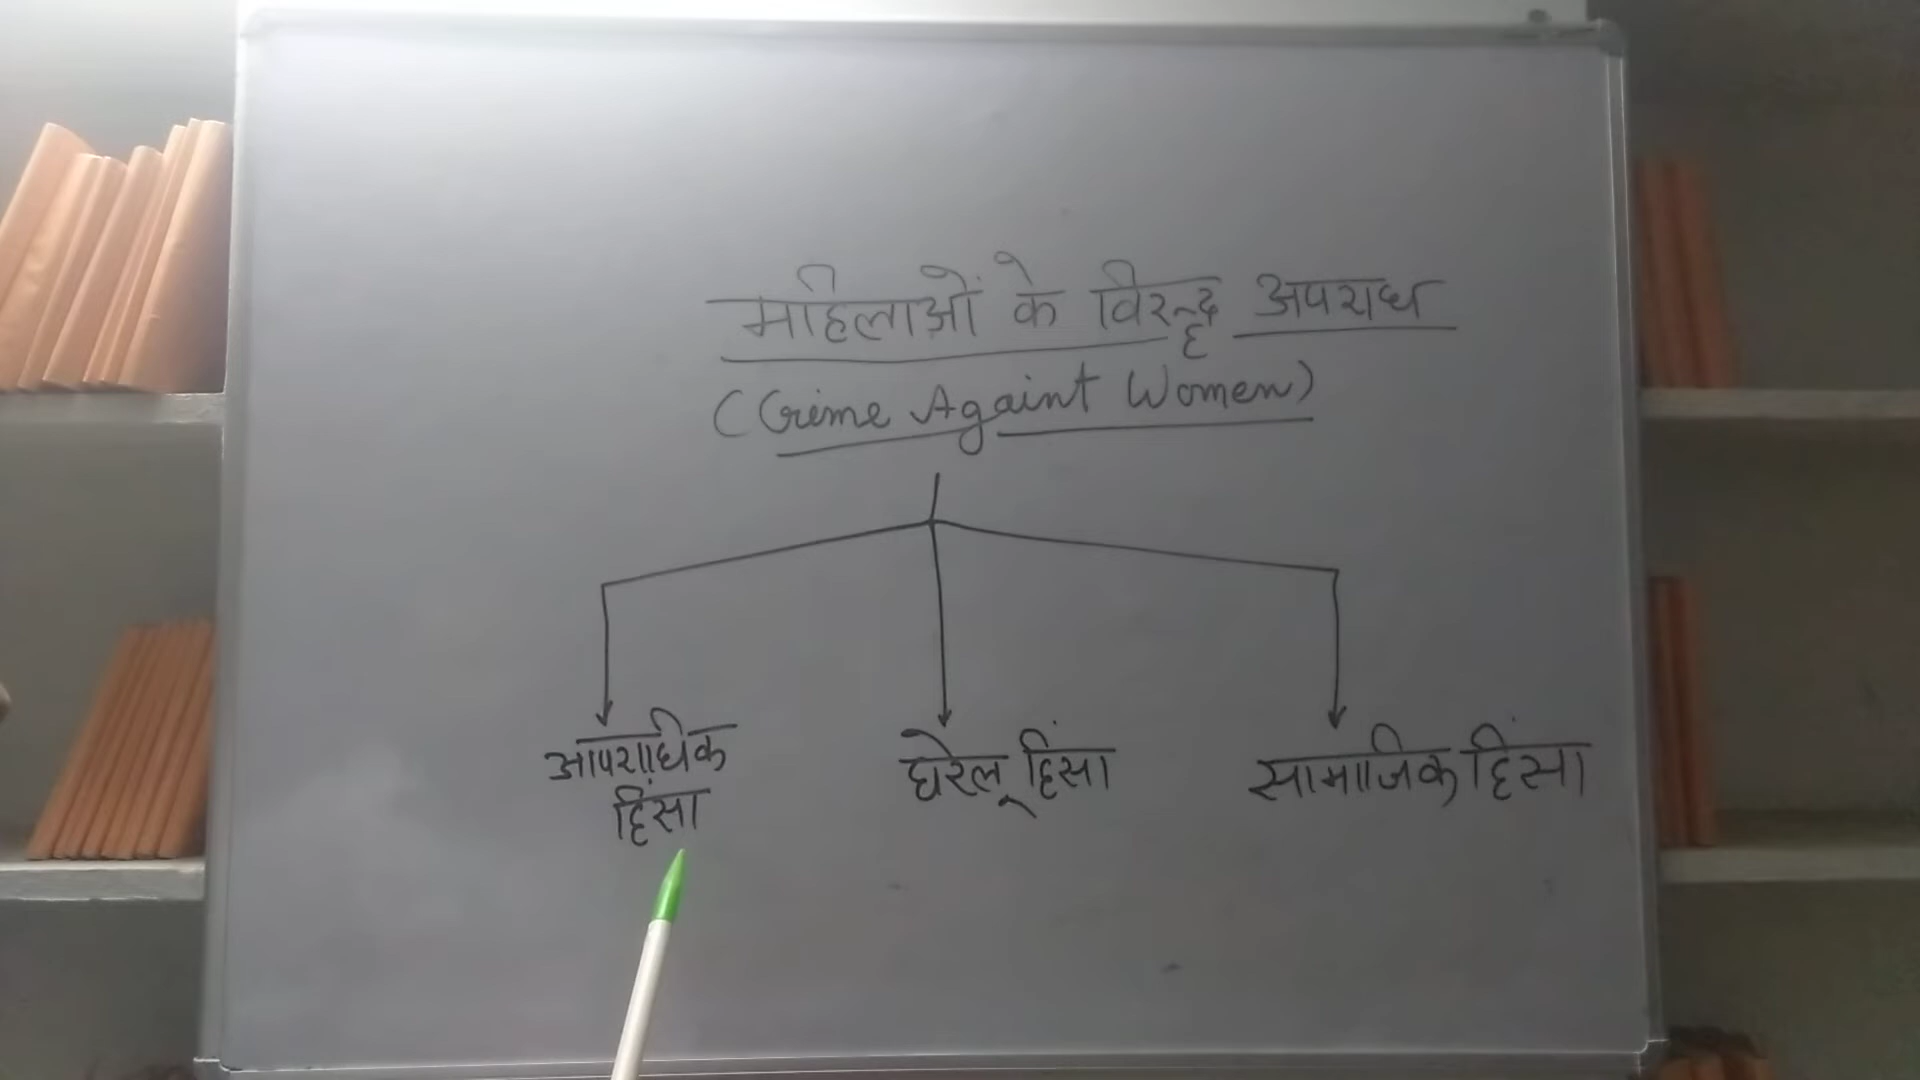 महिलाओं के विरूद्ध अपराध
(Crime Againt Women)
आपराधिक
हिंसा
घरेलू हिंसा
सामाजिक हिंसा